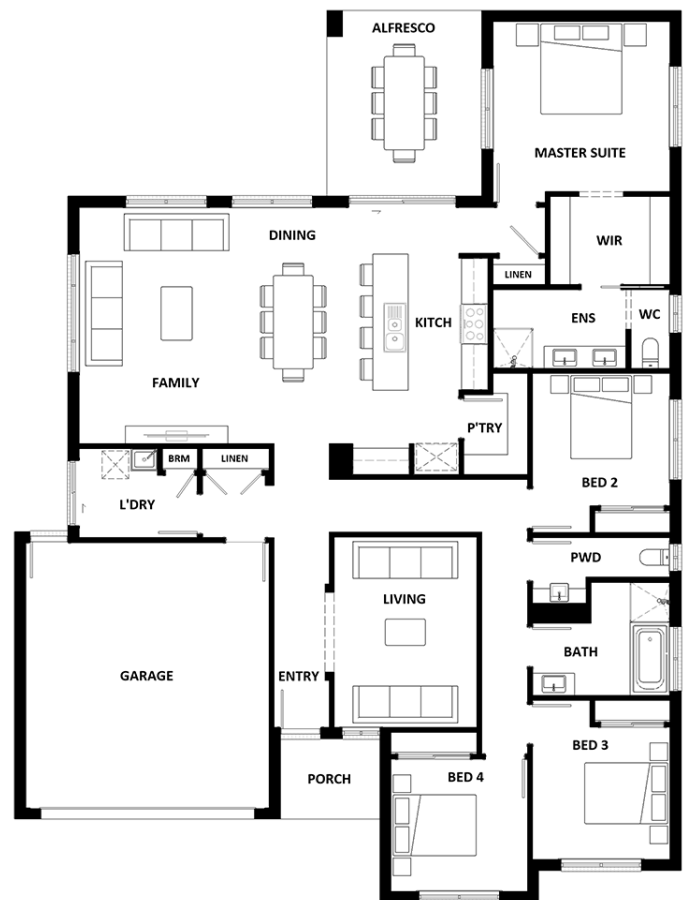 ALFRESCO
MASTER SUITE
DINING
WIR
LINEN
KITCH
ENS
WC
FAMILY
P'TRY
BRM
LINEN
BED 2
L'DRY
PWD
LIVING
BATH
GARAGE
ENTRY
BED 3
PORCH
BED 4